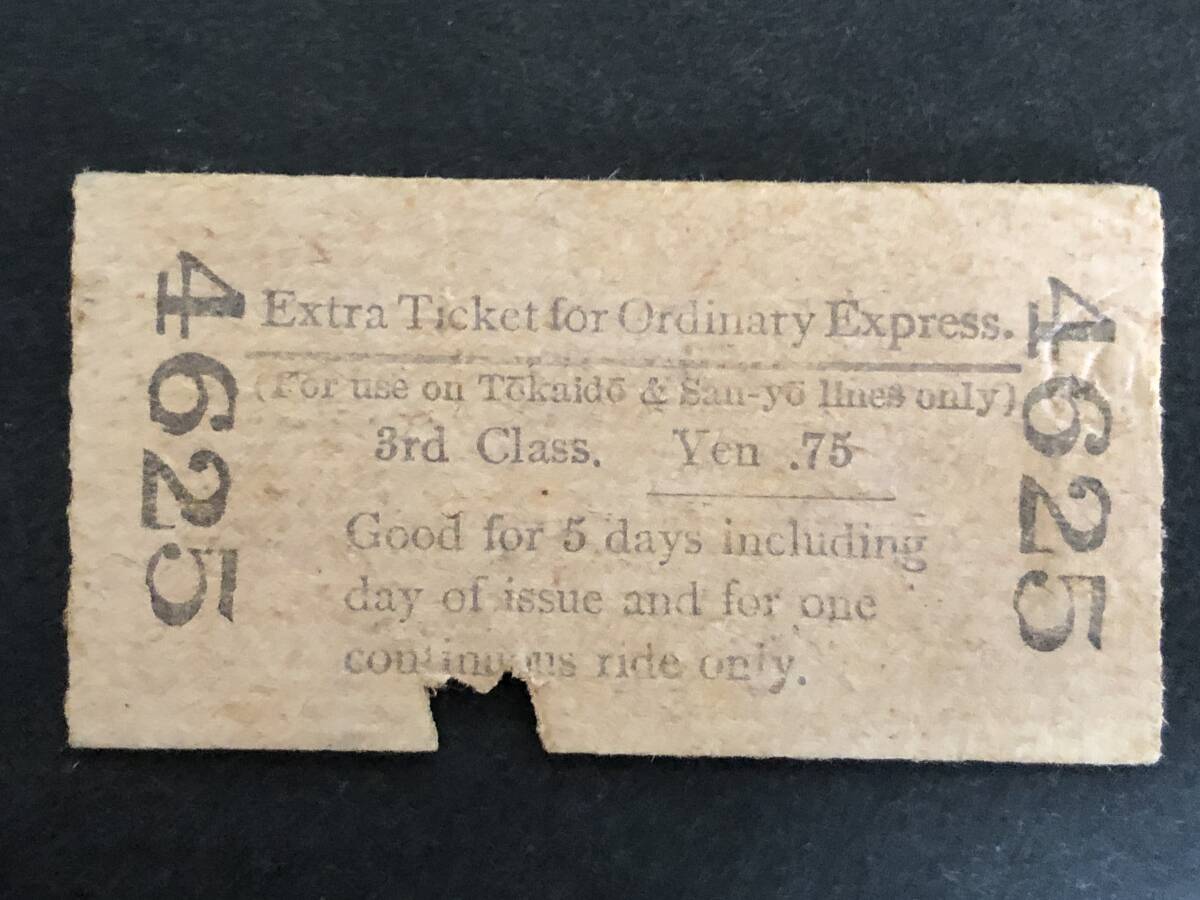 4625
Extra Ticket for Ordinary Express.
(For use on Tōkaidō & San-yō lines only)
3rd Class. Yen .75
Good for 5 days including
day of issue and for one
continuous ride only.
4625